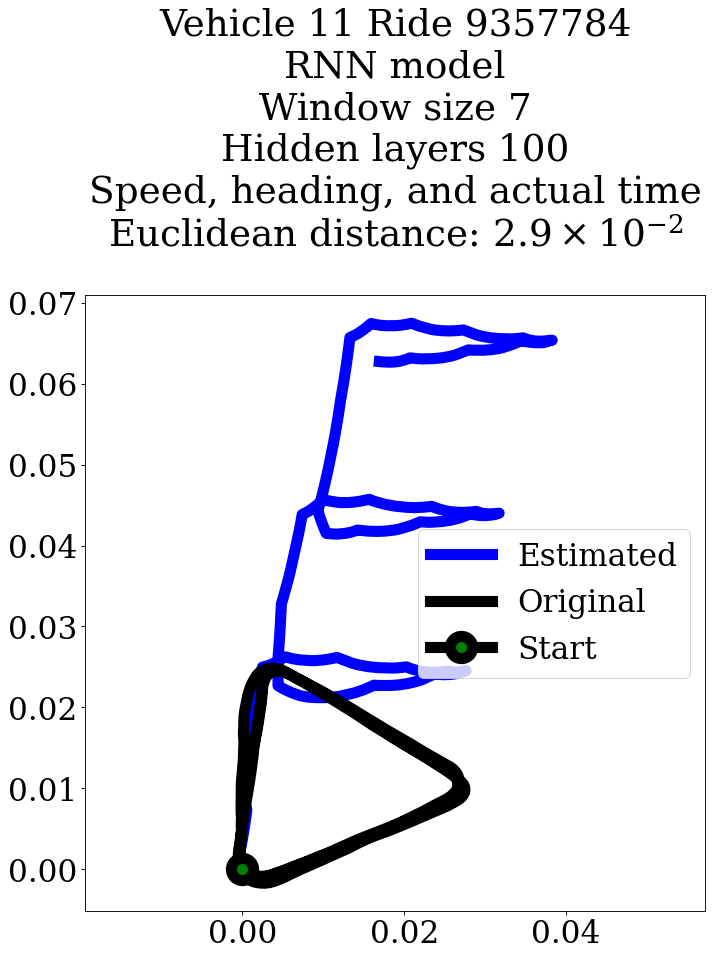 Vehicle 11 Ride 9357784
RNN model
Window size 7
Hidden layers 100
Speed, heading, and actual time
Euclidean distance: 2.9 × 10⁻²
0.07
0.06
0.05
0.04
0.03
0.02
0.01
0.00
Estimated
Original
Start
0.00 0.02 0.04